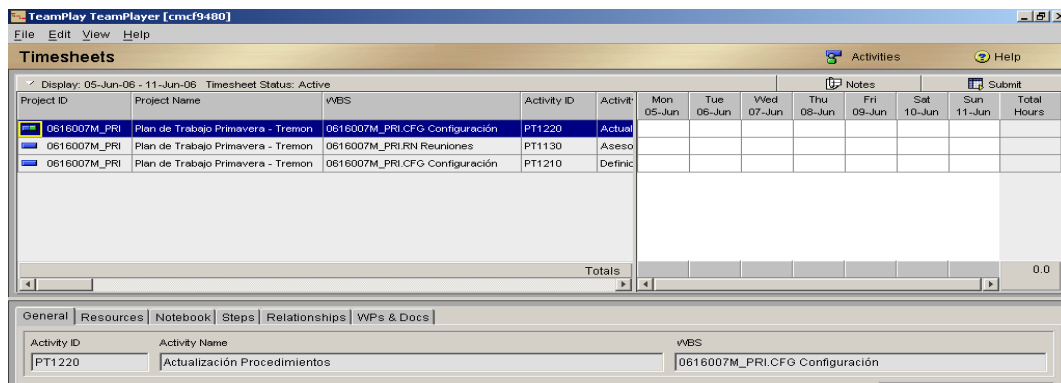 TeamPlay TeamPlayer [cmcf9480]
File Edit View Help
Timesheets Activities Help
Display: 05-Jun-06 - 11-Jun-06 Timesheet Status: Active Notes Submit
Project ID Project Name WBS Activity ID Activit Mon Tue Wed Thu Fri Sat Sun Total
05-Jun 06-Jun 07-Jun 08-Jun 09-Jun 10-Jun 11-Jun Hours
0616007M_PRI Plan de Trabajo Primavera - Tremon 0616007M_PRI.CFG Configuración PT1220 Actual
0616007M_PRI Plan de Trabajo Primavera - Tremon 0616007M_PRI.RN Reuniones PT1130 Aseso
0616007M_PRI Plan de Trabajo Primavera - Tremon 0616007M_PRI.CFG Configuración PT1210 Definic
Totals 0.0
General Resources Notebook Steps Relationships WPs & Docs
Activity ID Activity Name WBS
PT1220 Actualización Procedimientos 0616007M_PRI.CFG Configuración